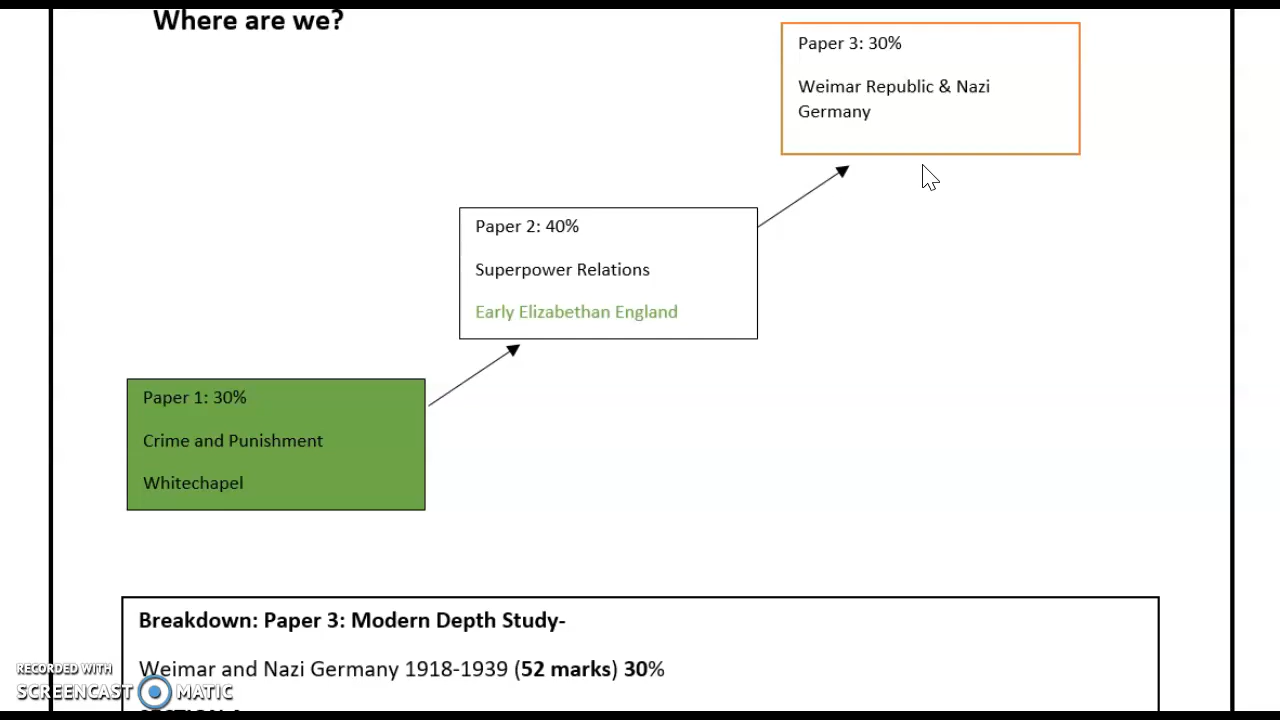 Where are we?
Paper 3: 30%
Weimar Republic & Nazi
Germany
Paper 2: 40%
Superpower Relations
Early Elizabethan England
Paper 1: 30%
Crime and Punishment
Whitechapel
Breakdown: Paper 3: Modern Depth Study-
Weimar and Nazi Germany 1918-1939 (52 marks) 30%
RECORDED WITH
SCREENCAST MATIC